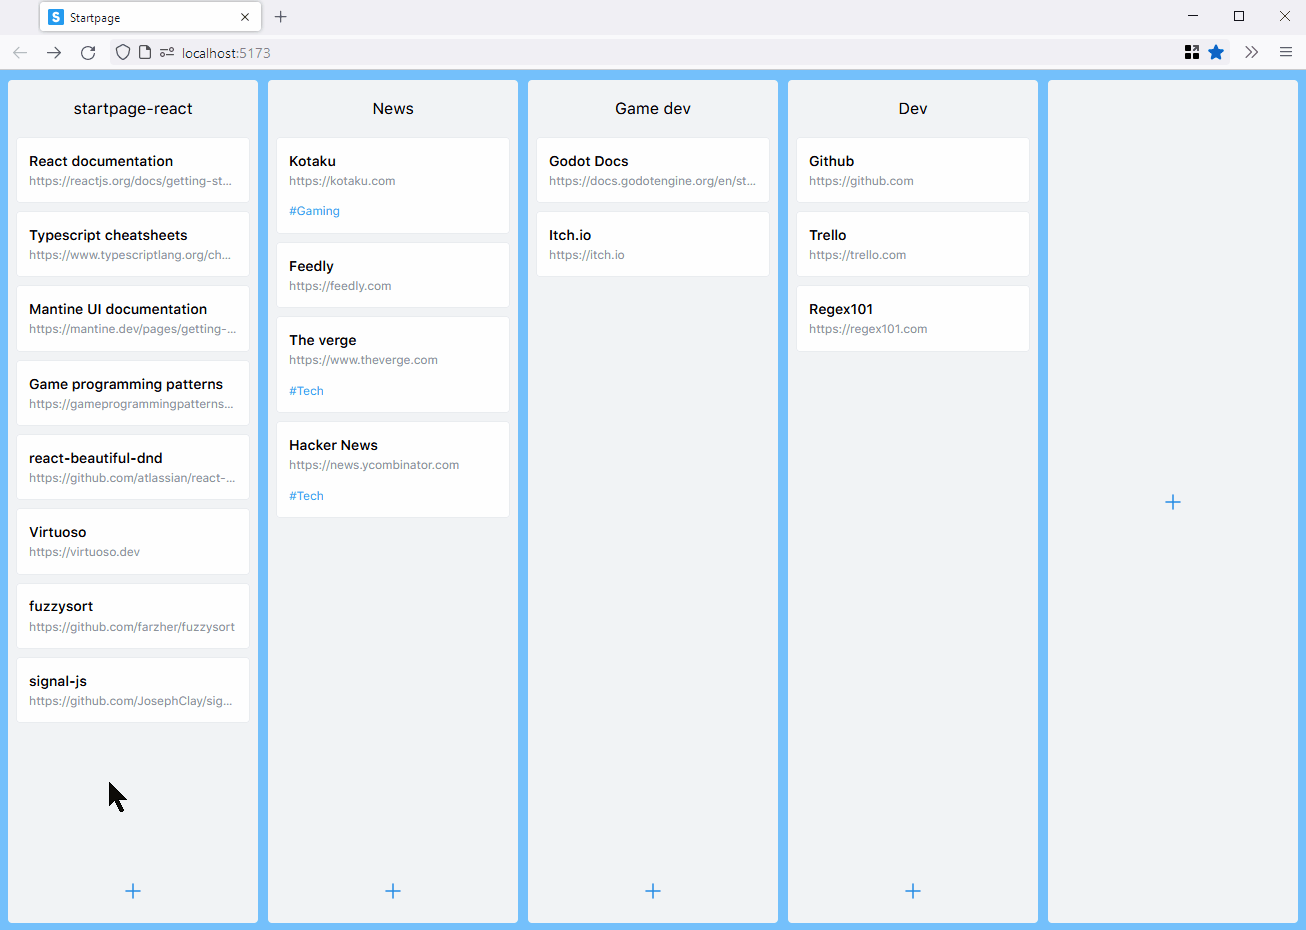 Startpage
localhost:5173
startpage-react
React documentation
https://reactjs.org/docs/getting-st...
Typescript cheatsheets
https://www.typescriptlang.org/ch...
Mantine UI documentation
https://mantine.dev/pages/getting-...
Game programming patterns
https://gameprogrammingpatterns...
react-beautiful-dnd
https://github.com/atlassian/react-...
Virtuoso
https://virtuoso.dev
fuzzysort
https://github.com/farzher/fuzzysort
signal-js
https://github.com/JosephClay/sig...
News
Kotaku
https://kotaku.com
#Gaming
Feedly
https://feedly.com
The verge
https://www.theverge.com
#Tech
Hacker News
https://news.ycombinator.com
#Tech
Game dev
Godot Docs
https://docs.godotengine.org/en/st...
Itch.io
https://itch.io
Dev
Github
https://github.com
Trello
https://trello.com
Regex101
https://regex101.com